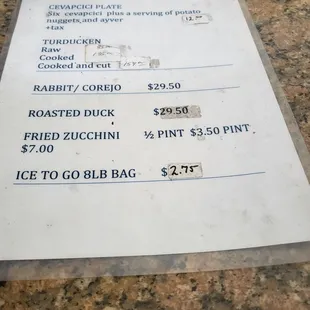 CEVAPCICI PLATE
Six cevapcici plus a serving of potato
nuggets and ayver 12.00
+tax
TURDUCKEN
Raw
Cooked
Cooked and cut
RABBIT/ COREJO $29.50
ROASTED DUCK $29.50
FRIED ZUCCHINI ½ PINT $3.50 PINT
$7.00
ICE TO GO 8LB BAG $2.75